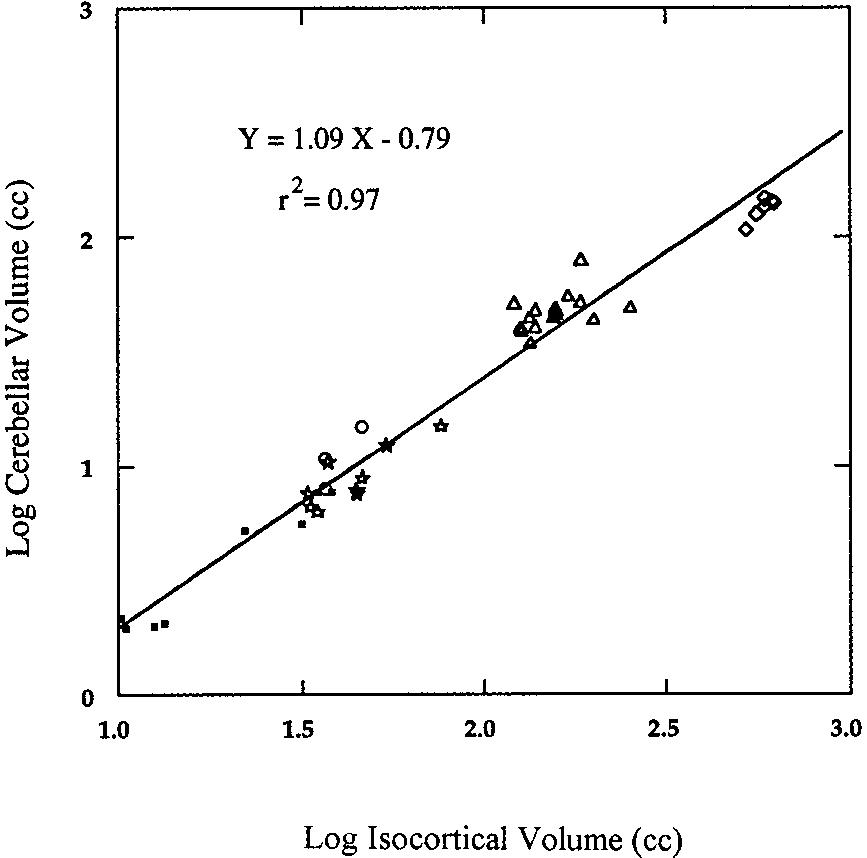 3
Y = 1.09 X - 0.79
r2= 0.97
Log Cerebellar Volume (cc)
2
1
0
1.0 1.5 2.0 2.5 3.0
Log Isocortical Volume (cc)